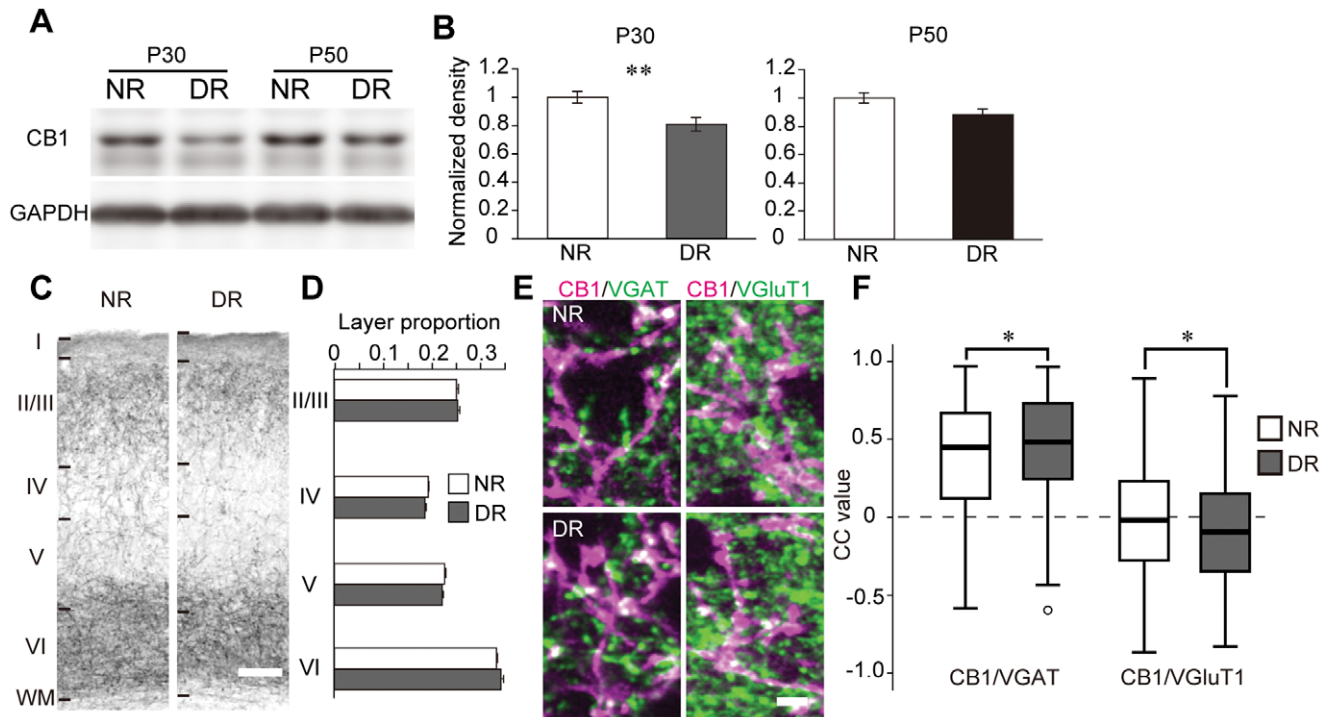 A
P30 P50
NR DR NR DR
CB1
GAPDH
B
P30
**
Normalized density
1.2
1
0.8
0.6
0.4
0.2
0
NR DR
P50
1.2
1
0.8
0.6
0.4
0.2
0
NR DR
C
NR DR
I
II/III
IV
V
VI
WM
D
Layer proportion
0 0.1 0.2 0.3
II/III
IV
V
VI
NR
DR
E
CB1/VGAT CB1/VGluT1
NR
DR
F
* *
CC value
1.0
0.5
0
-0.5
-1.0
CB1/VGAT CB1/VGluT1
NR
DR